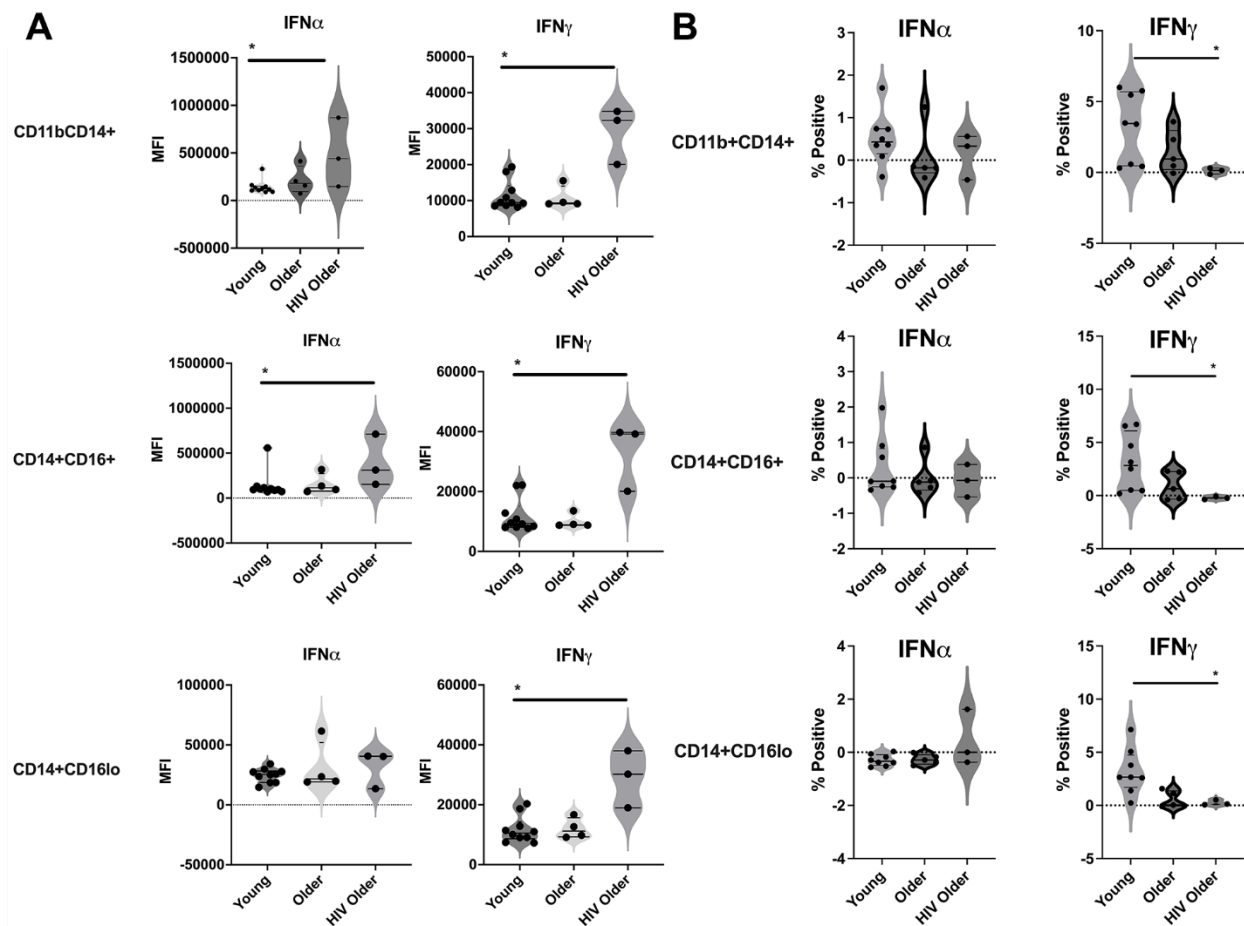 A
B
IFNα
IFNγ
IFNα
IFNγ
CD11bCD14+
MFI
1500000
1000000
500000
0
-500000
Young
Older
HIV Older
*
MFI
50000
40000
30000
20000
10000
0
Young
Older
HIV Older
*
CD11b+CD14+
% Positive
3
2
1
0
-1
-2
Young
Older
HIV Older
% Positive
10
5
0
-5
Young
Older
HIV Older
*
IFNα
IFNγ
IFNα
IFNγ
CD14+CD16+
MFI
1500000
1000000
500000
0
-500000
Young
Older
HIV Older
*
MFI
60000
40000
20000
0
Young
Older
HIV Older
*
CD14+CD16+
% Positive
4
3
2
1
0
-1
-2
Young
Older
HIV Older
% Positive
15
10
5
0
-5
Young
Older
HIV Older
*
IFNα
IFNγ
IFNα
IFNγ
CD14+CD16lo
MFI
100000
50000
0
-50000
Young
Older
HIV Older
MFI
60000
40000
20000
0
Young
Older
HIV Older
*
CD14+CD16lo
% Positive
4
2
0
-2
-4
Young
Older
HIV Older
% Positive
15
10
5
0
-5
Young
Older
HIV Older
*